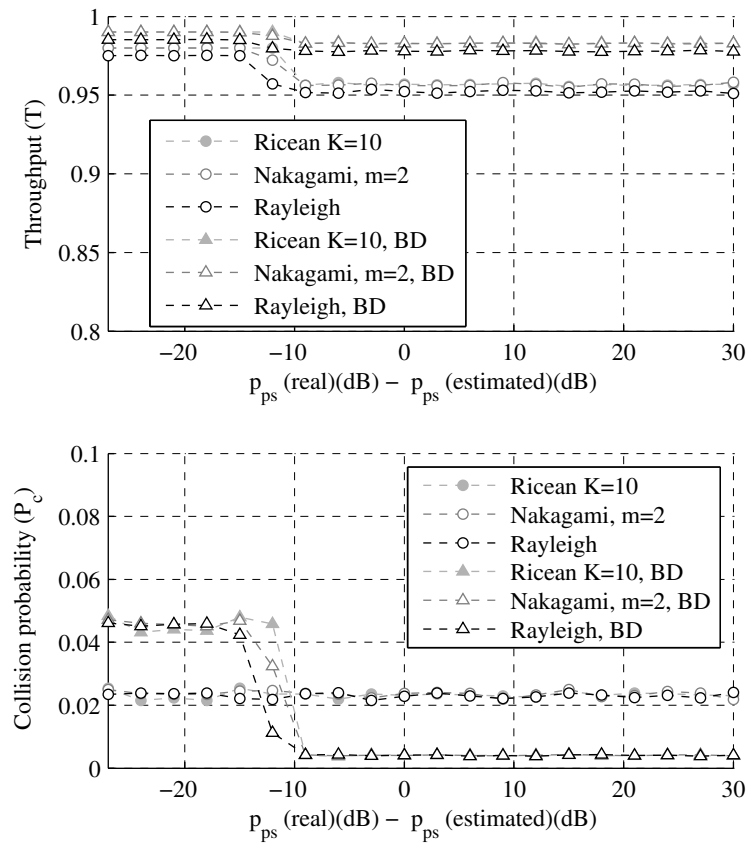 1
0.95
0.9
0.85
0.8
Throughput (T)
Ricean K=10
Nakagami, m=2
Rayleigh
Ricean K=10, BD
Nakagami, m=2, BD
Rayleigh, BD
−20 −10 0 10 20 30
p_ps (real)(dB) − p_ps (estimated)(dB)
0.1
0.08
0.06
0.04
0.02
0
Collision probability (P_c)
Ricean K=10
Nakagami, m=2
Rayleigh
Ricean K=10, BD
Nakagami, m=2, BD
Rayleigh, BD
−20 −10 0 10 20 30
p_ps (real)(dB) − p_ps (estimated)(dB)